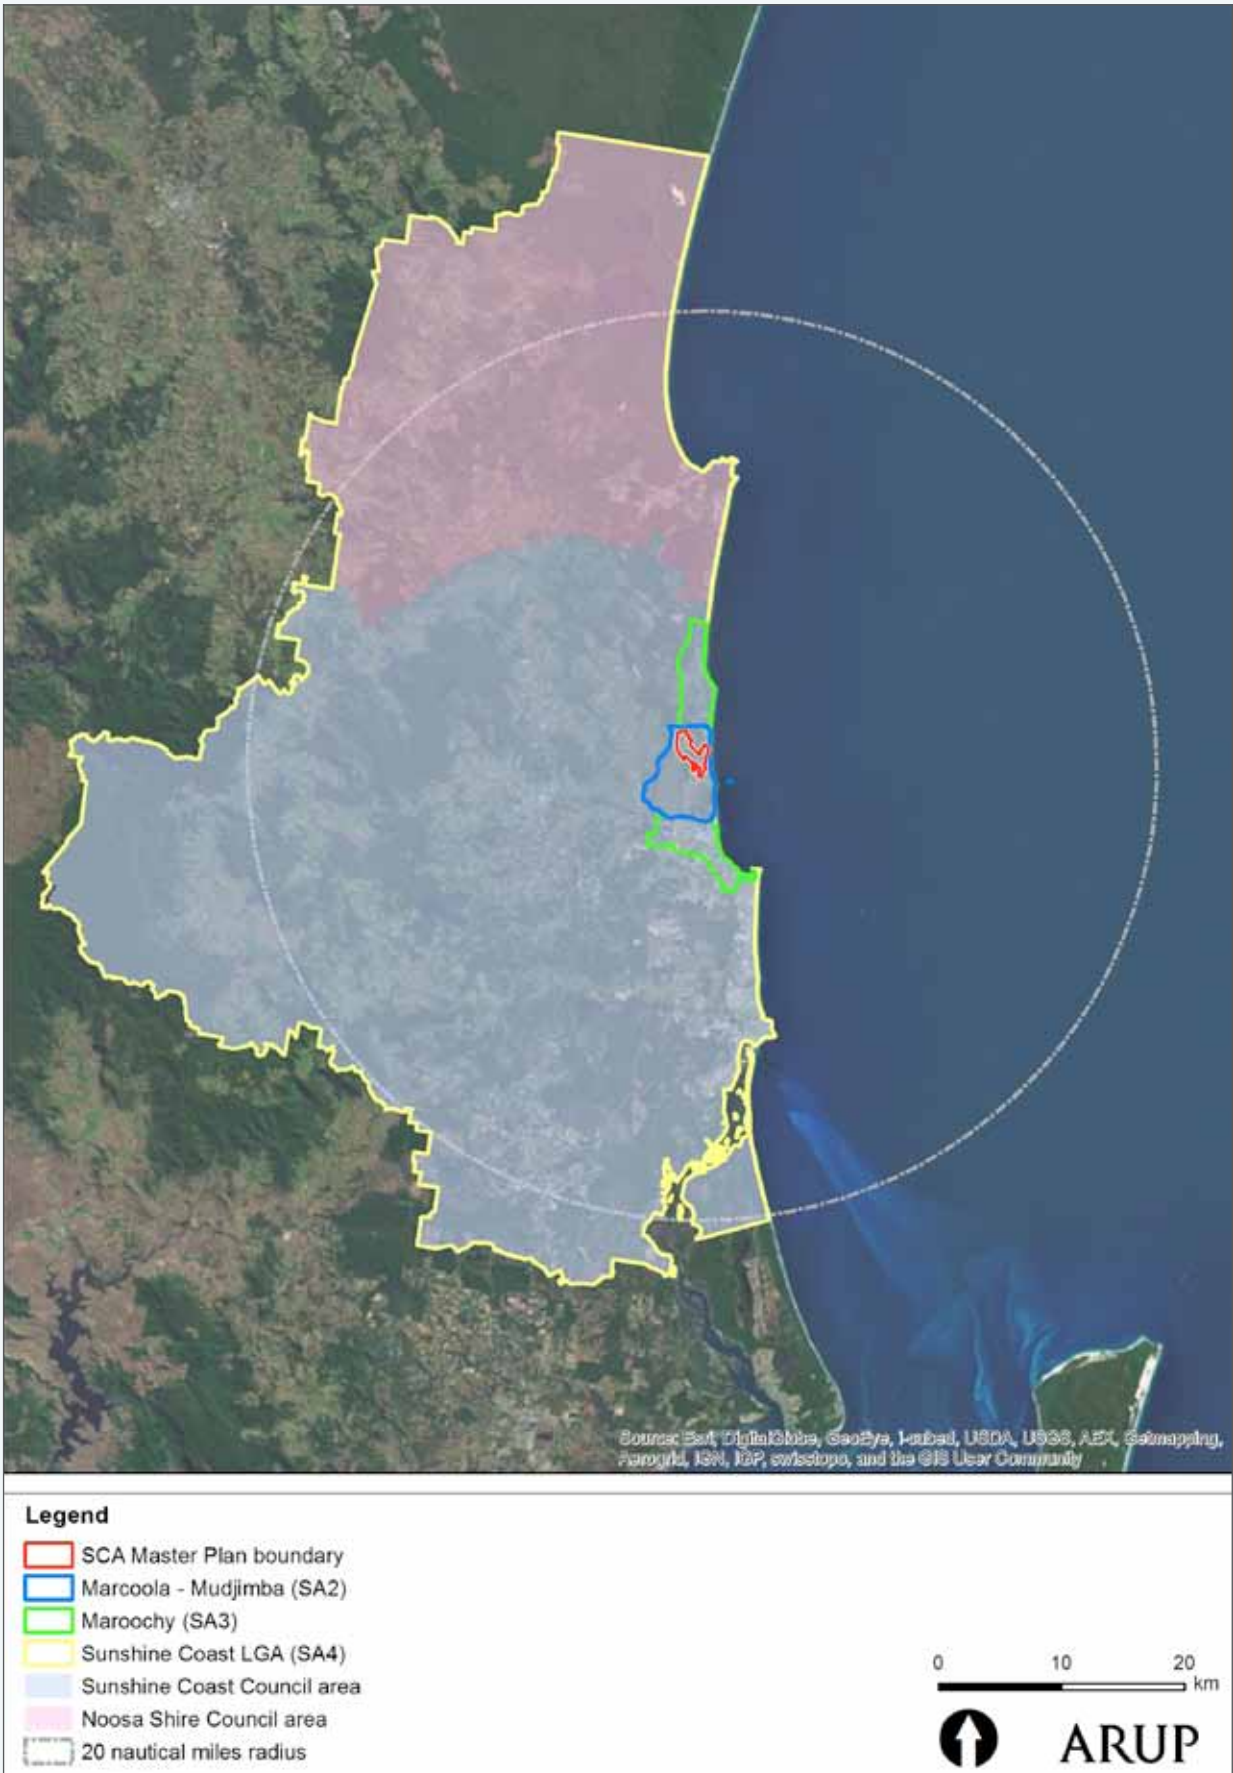 Source: Esri, DigitalGlobe, GeoEye, i-cubed, USDA, USGS, AEX, Getmapping,
Aerogrid, IGN, IGP, swisstopo, and the GIS User Community
Legend
SCA Master Plan boundary
Marcoola - Mudjimba (SA2)
Maroochy (SA3)
Sunshine Coast LGA (SA4)
Sunshine Coast Council area
Noosa Shire Council area
20 nautical miles radius
0 10 20
km
ARUP